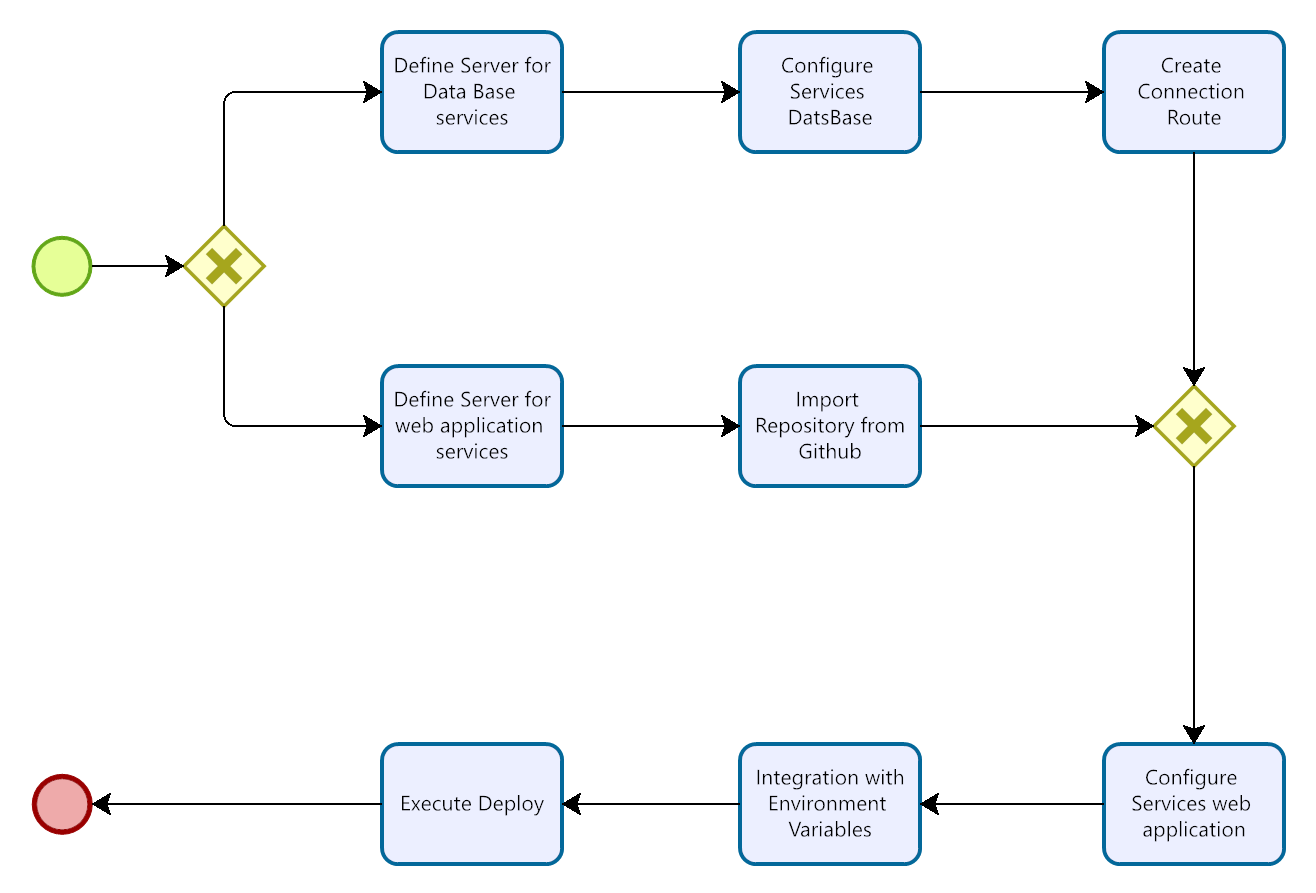 Define Server for
Data Base
services
Configure
Services
DatsBase
Create
Connection
Route
Define Server for
web application
services
Import
Repository from
Github
Configure
Services web
application
Integration with
Environment
Variables
Execute Deploy